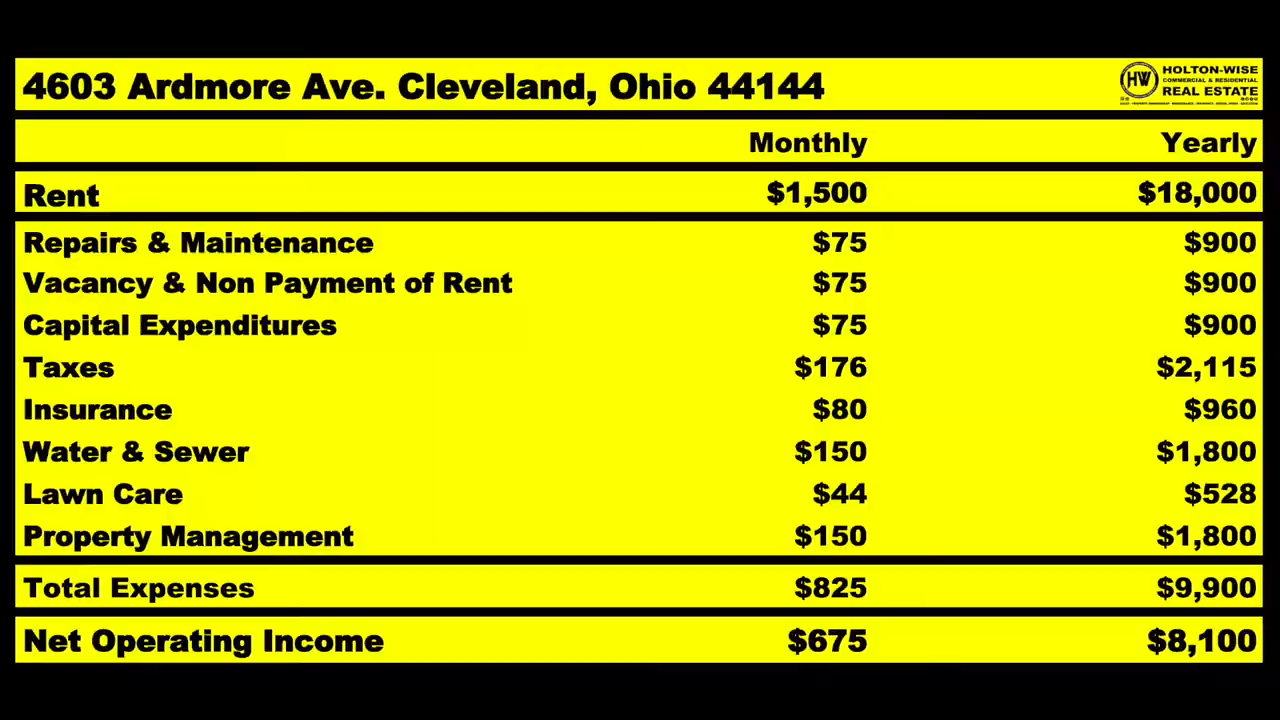 4603 Ardmore Ave. Cleveland, Ohio 44144
HW
HOLTON-WISE
COMMERCIAL & RESIDENTIAL
REAL ESTATE
Monthly Yearly
Rent $1,500 $18,000
Repairs & Maintenance $75 $900
Vacancy & Non Payment of Rent $75 $900
Capital Expenditures $75 $900
Taxes $176 $2,115
Insurance $80 $960
Water & Sewer $150 $1,800
Lawn Care $44 $528
Property Management $150 $1,800
Total Expenses $825 $9,900
Net Operating Income $675 $8,100